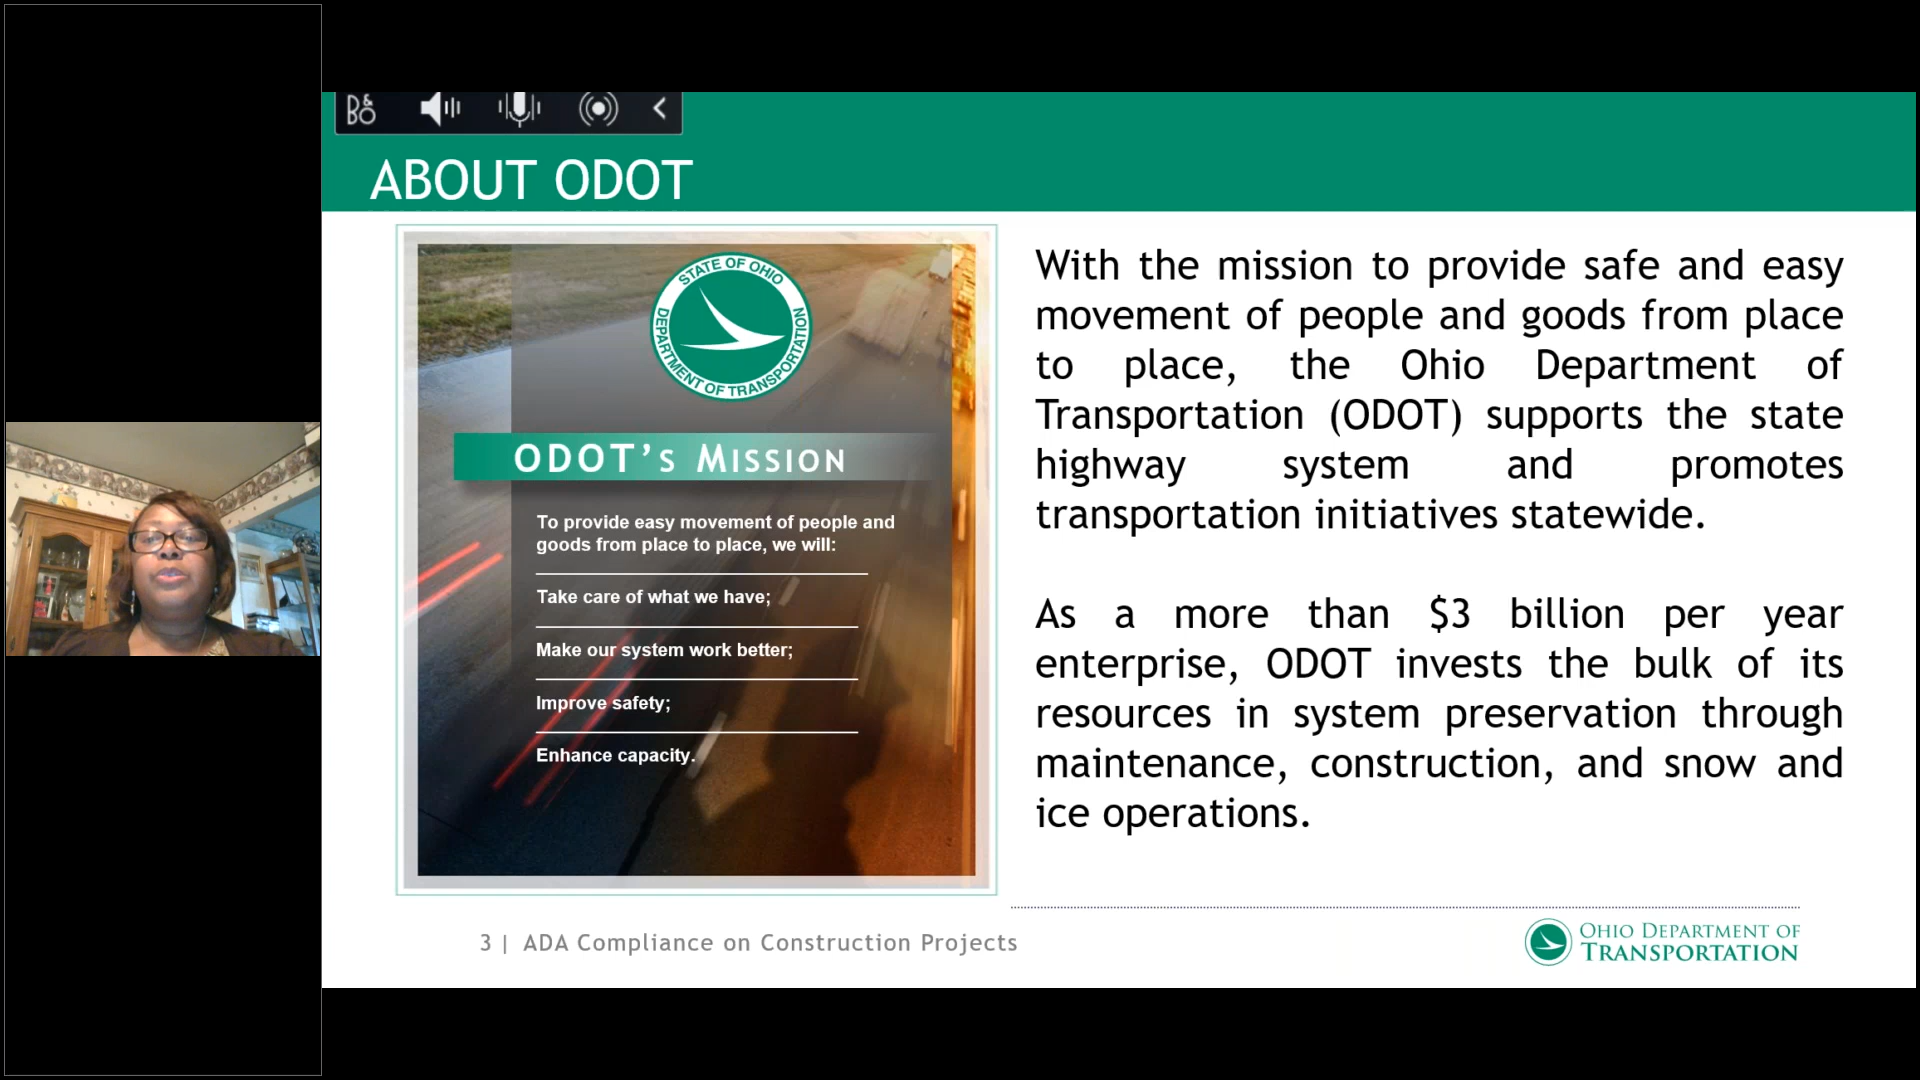 B&O
ABOUT ODOT
STATE OF OHIO
DEPARTMENT OF TRANSPORTATION
ODOT'S MISSION
To provide easy movement of people and
goods from place to place, we will:
Take care of what we have;
Make our system work better;
Improve safety;
Enhance capacity.
With the mission to provide safe and easy
movement of people and goods from place
to place, the Ohio Department of
Transportation (ODOT) supports the state
highway system and promotes
transportation initiatives statewide.
As a more than $3 billion per year
enterprise, ODOT invests the bulk of its
resources in system preservation through
maintenance, construction, and snow and
ice operations.
3 | ADA Compliance on Construction Projects
OHIO DEPARTMENT OF
TRANSPORTATION